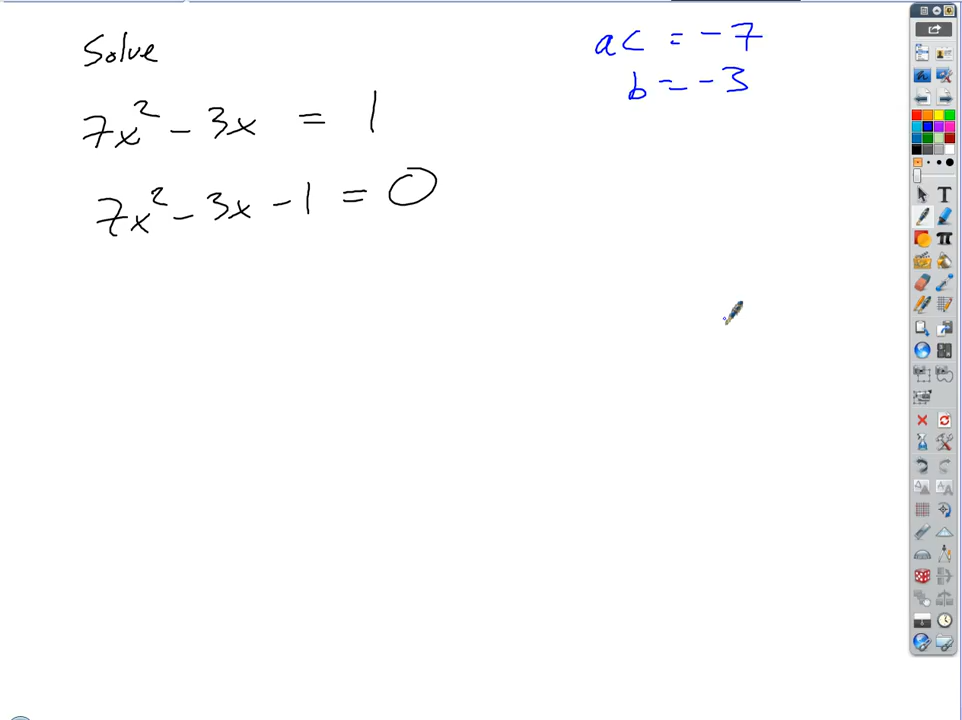 Solve
7x² - 3x = 1
7x² - 3x - 1 = 0
ac = -7
b = -3